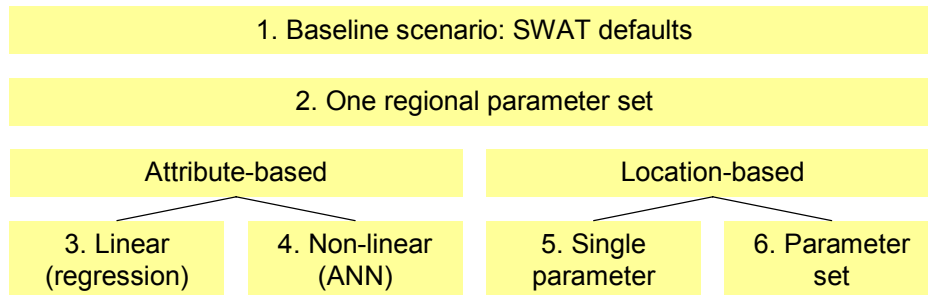 1. Baseline scenario: SWAT defaults
2. One regional parameter set
Attribute-based
Location-based
3. Linear
(regression)
4. Non-linear
(ANN)
5. Single
parameter
6. Parameter
set